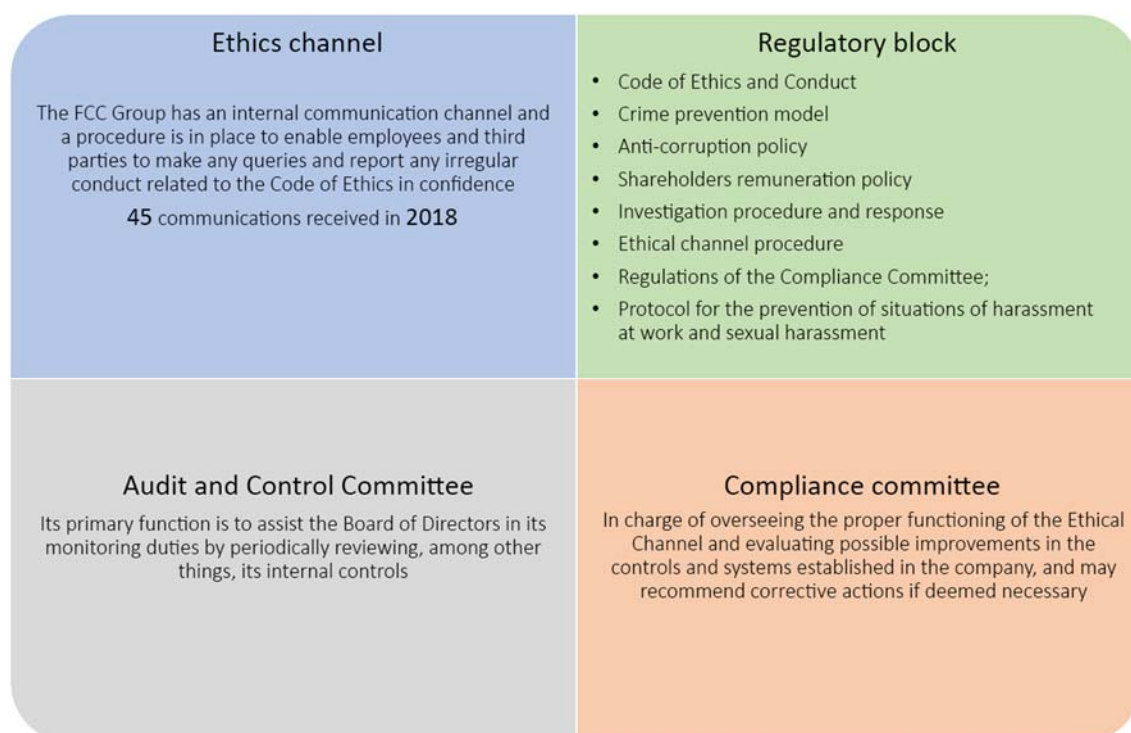 Ethics channel
The FCC Group has an internal communication channel and
a procedure is in place to enable employees and third
parties to make any queries and report any irregular
conduct related to the Code of Ethics in confidence
45 communications received in 2018
Regulatory block
• Code of Ethics and Conduct
• Crime prevention model
• Anti-corruption policy
• Shareholders remuneration policy
• Investigation procedure and response
• Ethical channel procedure
• Regulations of the Compliance Committee;
• Protocol for the prevention of situations of harassment
at work and sexual harassment
Audit and Control Committee
Its primary function is to assist the Board of Directors in its
monitoring duties by periodically reviewing, among other
things, its internal controls
Compliance committee
In charge of overseeing the proper functioning of the Ethical
Channel and evaluating possible improvements in the
controls and systems established in the company, and may
recommend corrective actions if deemed necessary